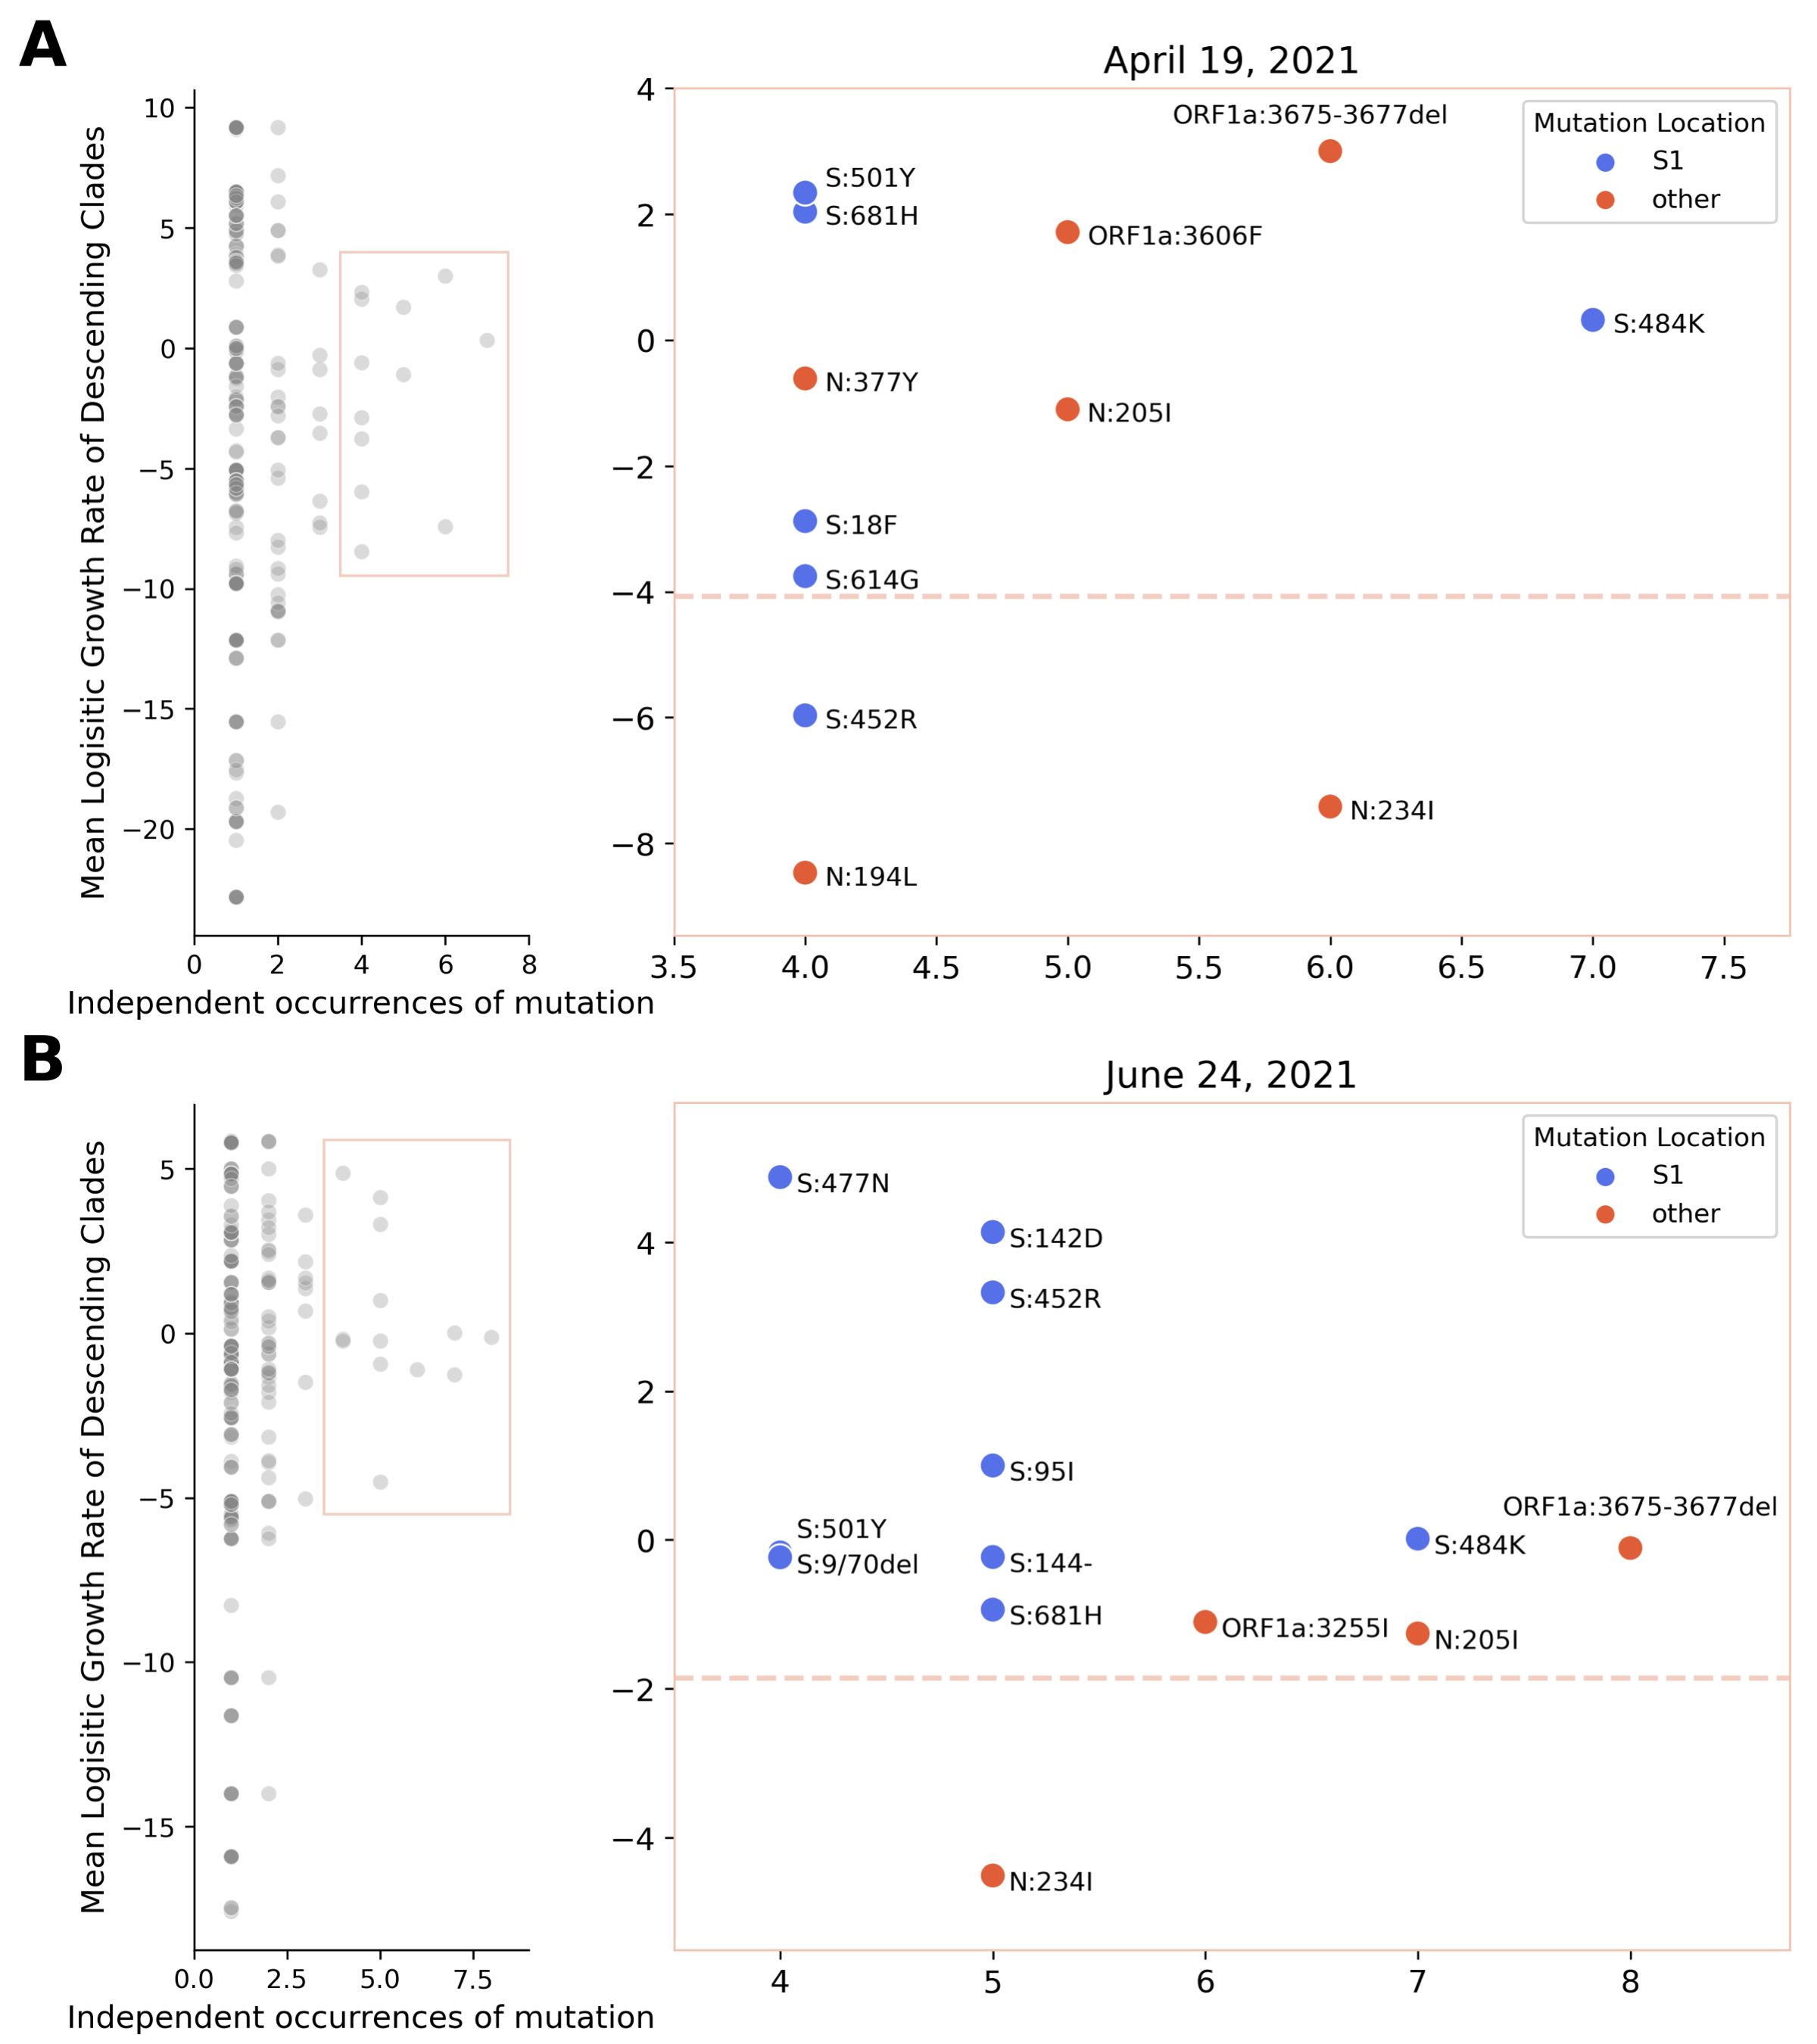 A
April 19, 2021
Mean Logisitic Growth Rate of Descending Clades
10
5
0
−5
−10
−15
−20
0 2 4 6 8
Independent occurrences of mutation
4
2
0
−2
−4
−6
−8
3.5 4.0 4.5 5.0 5.5 6.0 6.5 7.0 7.5
Mutation Location
S1
other
ORF1a:3675-3677del
S:501Y
S:681H
ORF1a:3606F
S:484K
N:377Y
N:205I
S:18F
S:614G
S:452R
N:234I
N:194L
B
June 24, 2021
Mean Logisitic Growth Rate of Descending Clades
5
0
−5
−10
−15
0.0 2.5 5.0 7.5
Independent occurrences of mutation
4
2
0
−2
−4
4 5 6 7 8
Mutation Location
S1
other
S:477N
S:142D
S:452R
S:95I
ORF1a:3675-3677del
S:501Y
S:484K
S:9/70del
S:144-
S:681H
ORF1a:3255I
N:205I
N:234I